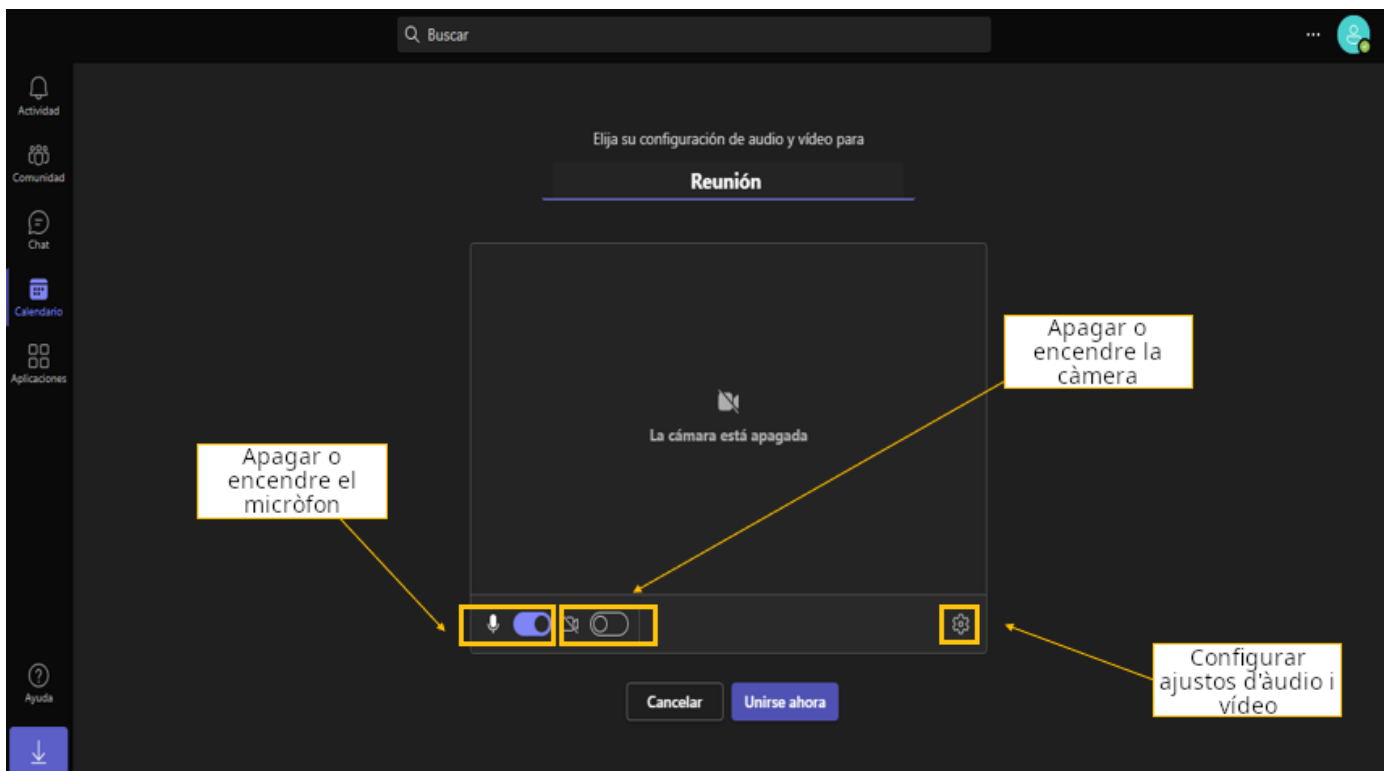 Buscar
...
Actividad
Comunidad
Chat
Calendario
Aplicaciones
Elija su configuración de audio y vídeo para
Reunión
Apagar o
encendre la
càmera
La cámara está apagada
Apagar o
encendre el
micròfon
Configurar
ajustos d'àudio i
vídeo
Cancelar
Unirse ahora
Ayuda